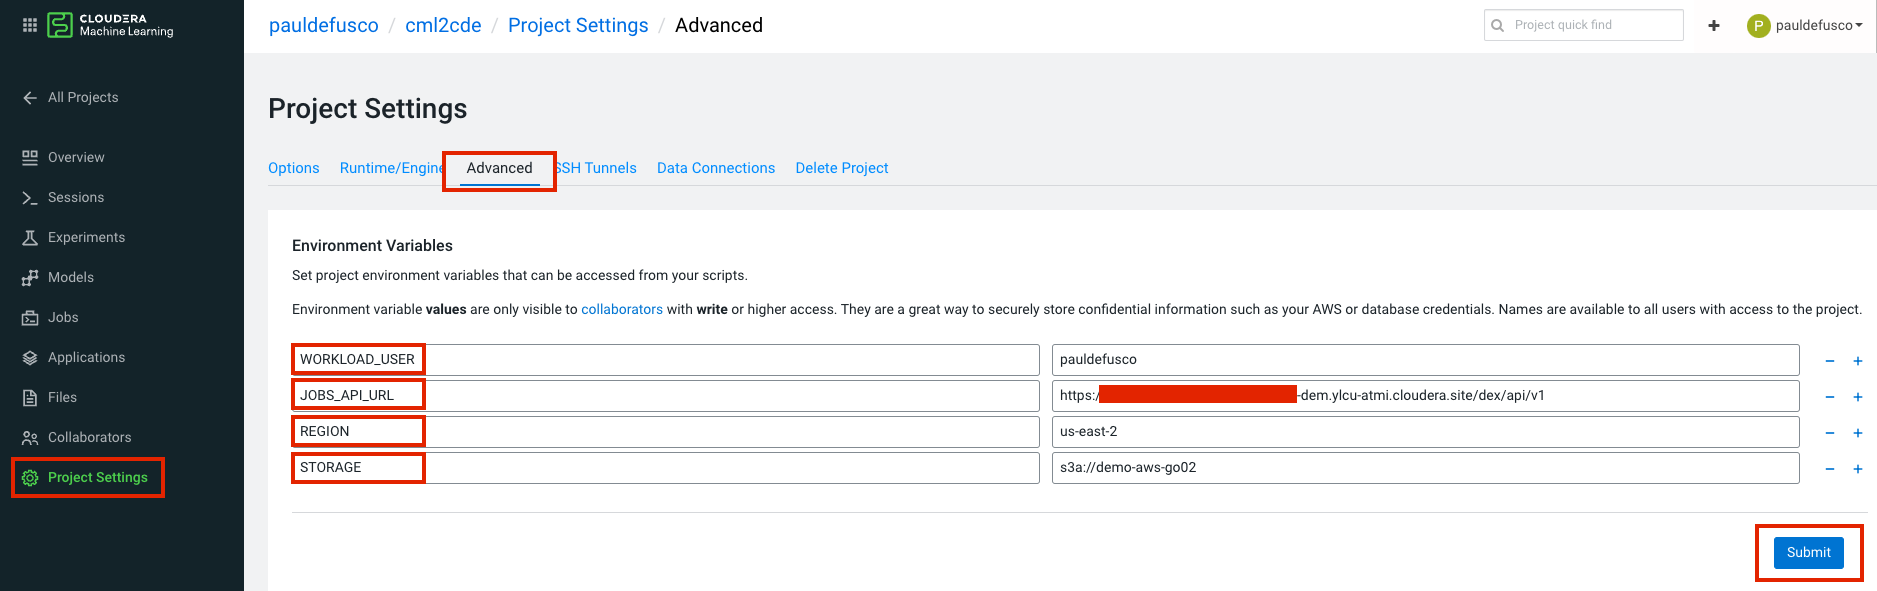 CLOUDERA
Machine Learning
pauldefusco / cml2cde / Project Settings / Advanced
Project quick find
+
P pauldefusco
All Projects
Overview
Sessions
Experiments
Models
Jobs
Applications
Files
Collaborators
Project Settings
Project Settings
Options Runtime/Engine Advanced SSH Tunnels Data Connections Delete Project
Environment Variables
Set project environment variables that can be accessed from your scripts.
Environment variable values are only visible to collaborators with write or higher access. They are a great way to securely store confidential information such as your AWS or database credentials. Names are available to all users with access to the project.
WORKLOAD_USER pauldefusco − +
JOBS_API_URL https:/ -dem.ylcu-atmi.cloudera.site/dex/api/v1 − +
REGION us-east-2 − +
STORAGE s3a://demo-aws-go02 − +
Submit